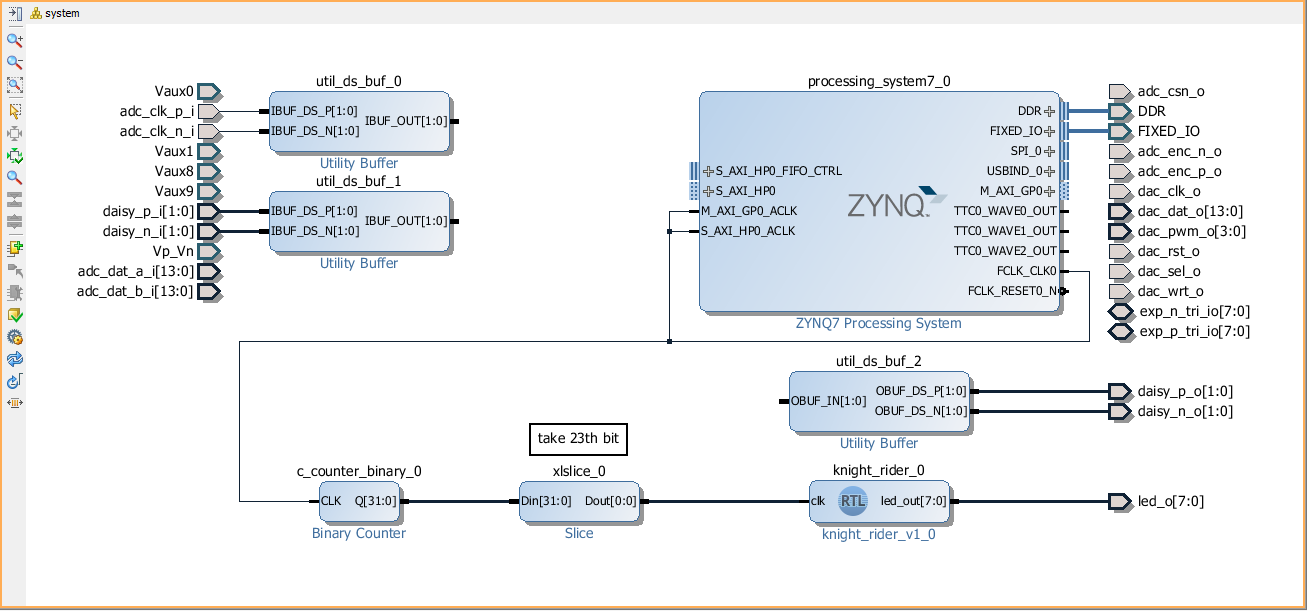 system
util_ds_buf_0
Vaux0
adc_clk_p_i
adc_clk_n_i
Vaux1
Vaux8
Vaux9
daisy_p_i[1:0]
daisy_n_i[1:0]
Vp_Vn
adc_dat_a_i[13:0]
adc_dat_b_i[13:0]
IBUF_DS_P[1:0]
IBUF_DS_N[1:0]
IBUF_OUT[1:0]
Utility Buffer
util_ds_buf_1
IBUF_DS_P[1:0]
IBUF_DS_N[1:0]
IBUF_OUT[1:0]
Utility Buffer
processing_system7_0
S_AXI_HP0_FIFO_CTRL
S_AXI_HP0
M_AXI_GP0_ACLK
S_AXI_HP0_ACLK
ZYNQ
DDR
FIXED_IO
SPI_0
USBIND_0
M_AXI_GP0
TTC0_WAVE0_OUT
TTC0_WAVE1_OUT
TTC0_WAVE2_OUT
FCLK_CLK0
FCLK_RESET0_N
ZYNQ7 Processing System
adc_csn_o
DDR
FIXED_IO
adc_enc_n_o
adc_enc_p_o
dac_clk_o
dac_dat_o[13:0]
dac_pwm_o[3:0]
dac_rst_o
dac_sel_o
dac_wrt_o
exp_n_tri_io[7:0]
exp_p_tri_io[7:0]
util_ds_buf_2
OBUF_IN[1:0]
OBUF_DS_P[1:0]
OBUF_DS_N[1:0]
Utility Buffer
daisy_p_o[1:0]
daisy_n_o[1:0]
take 23th bit
c_counter_binary_0
CLK
Q[31:0]
Binary Counter
xlslice_0
Din[31:0]
Dout[0:0]
Slice
knight_rider_0
clk
RTL
led_out[7:0]
knight_rider_v1_0
led_o[7:0]